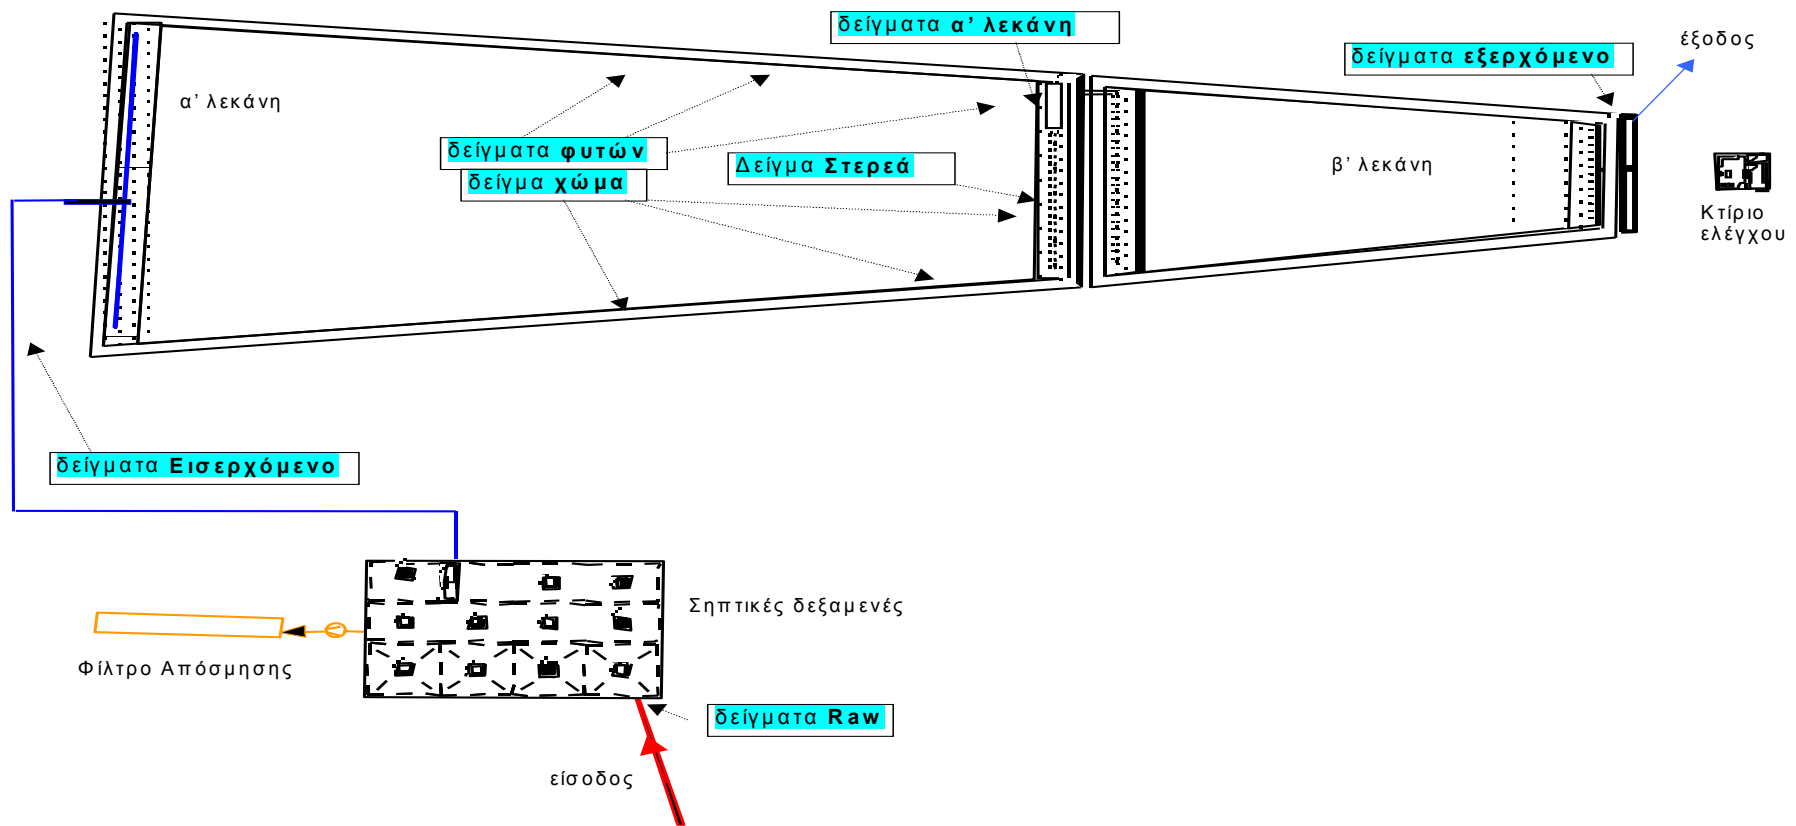 δείγματα α’ λεκάνη
έξοδος
δείγματα εξερχόμενο
α’ λεκάνη
δείγματα φυτών
Δείγμα Στερεά
β’ λεκάνη
δείγμα χώμα
Κτίριο
ελέγχου
δείγματα Εισερχόμενο
Σηπτικές δεξαμενές
Φίλτρο Απόσμησης
δείγματα Raw
είσοδος